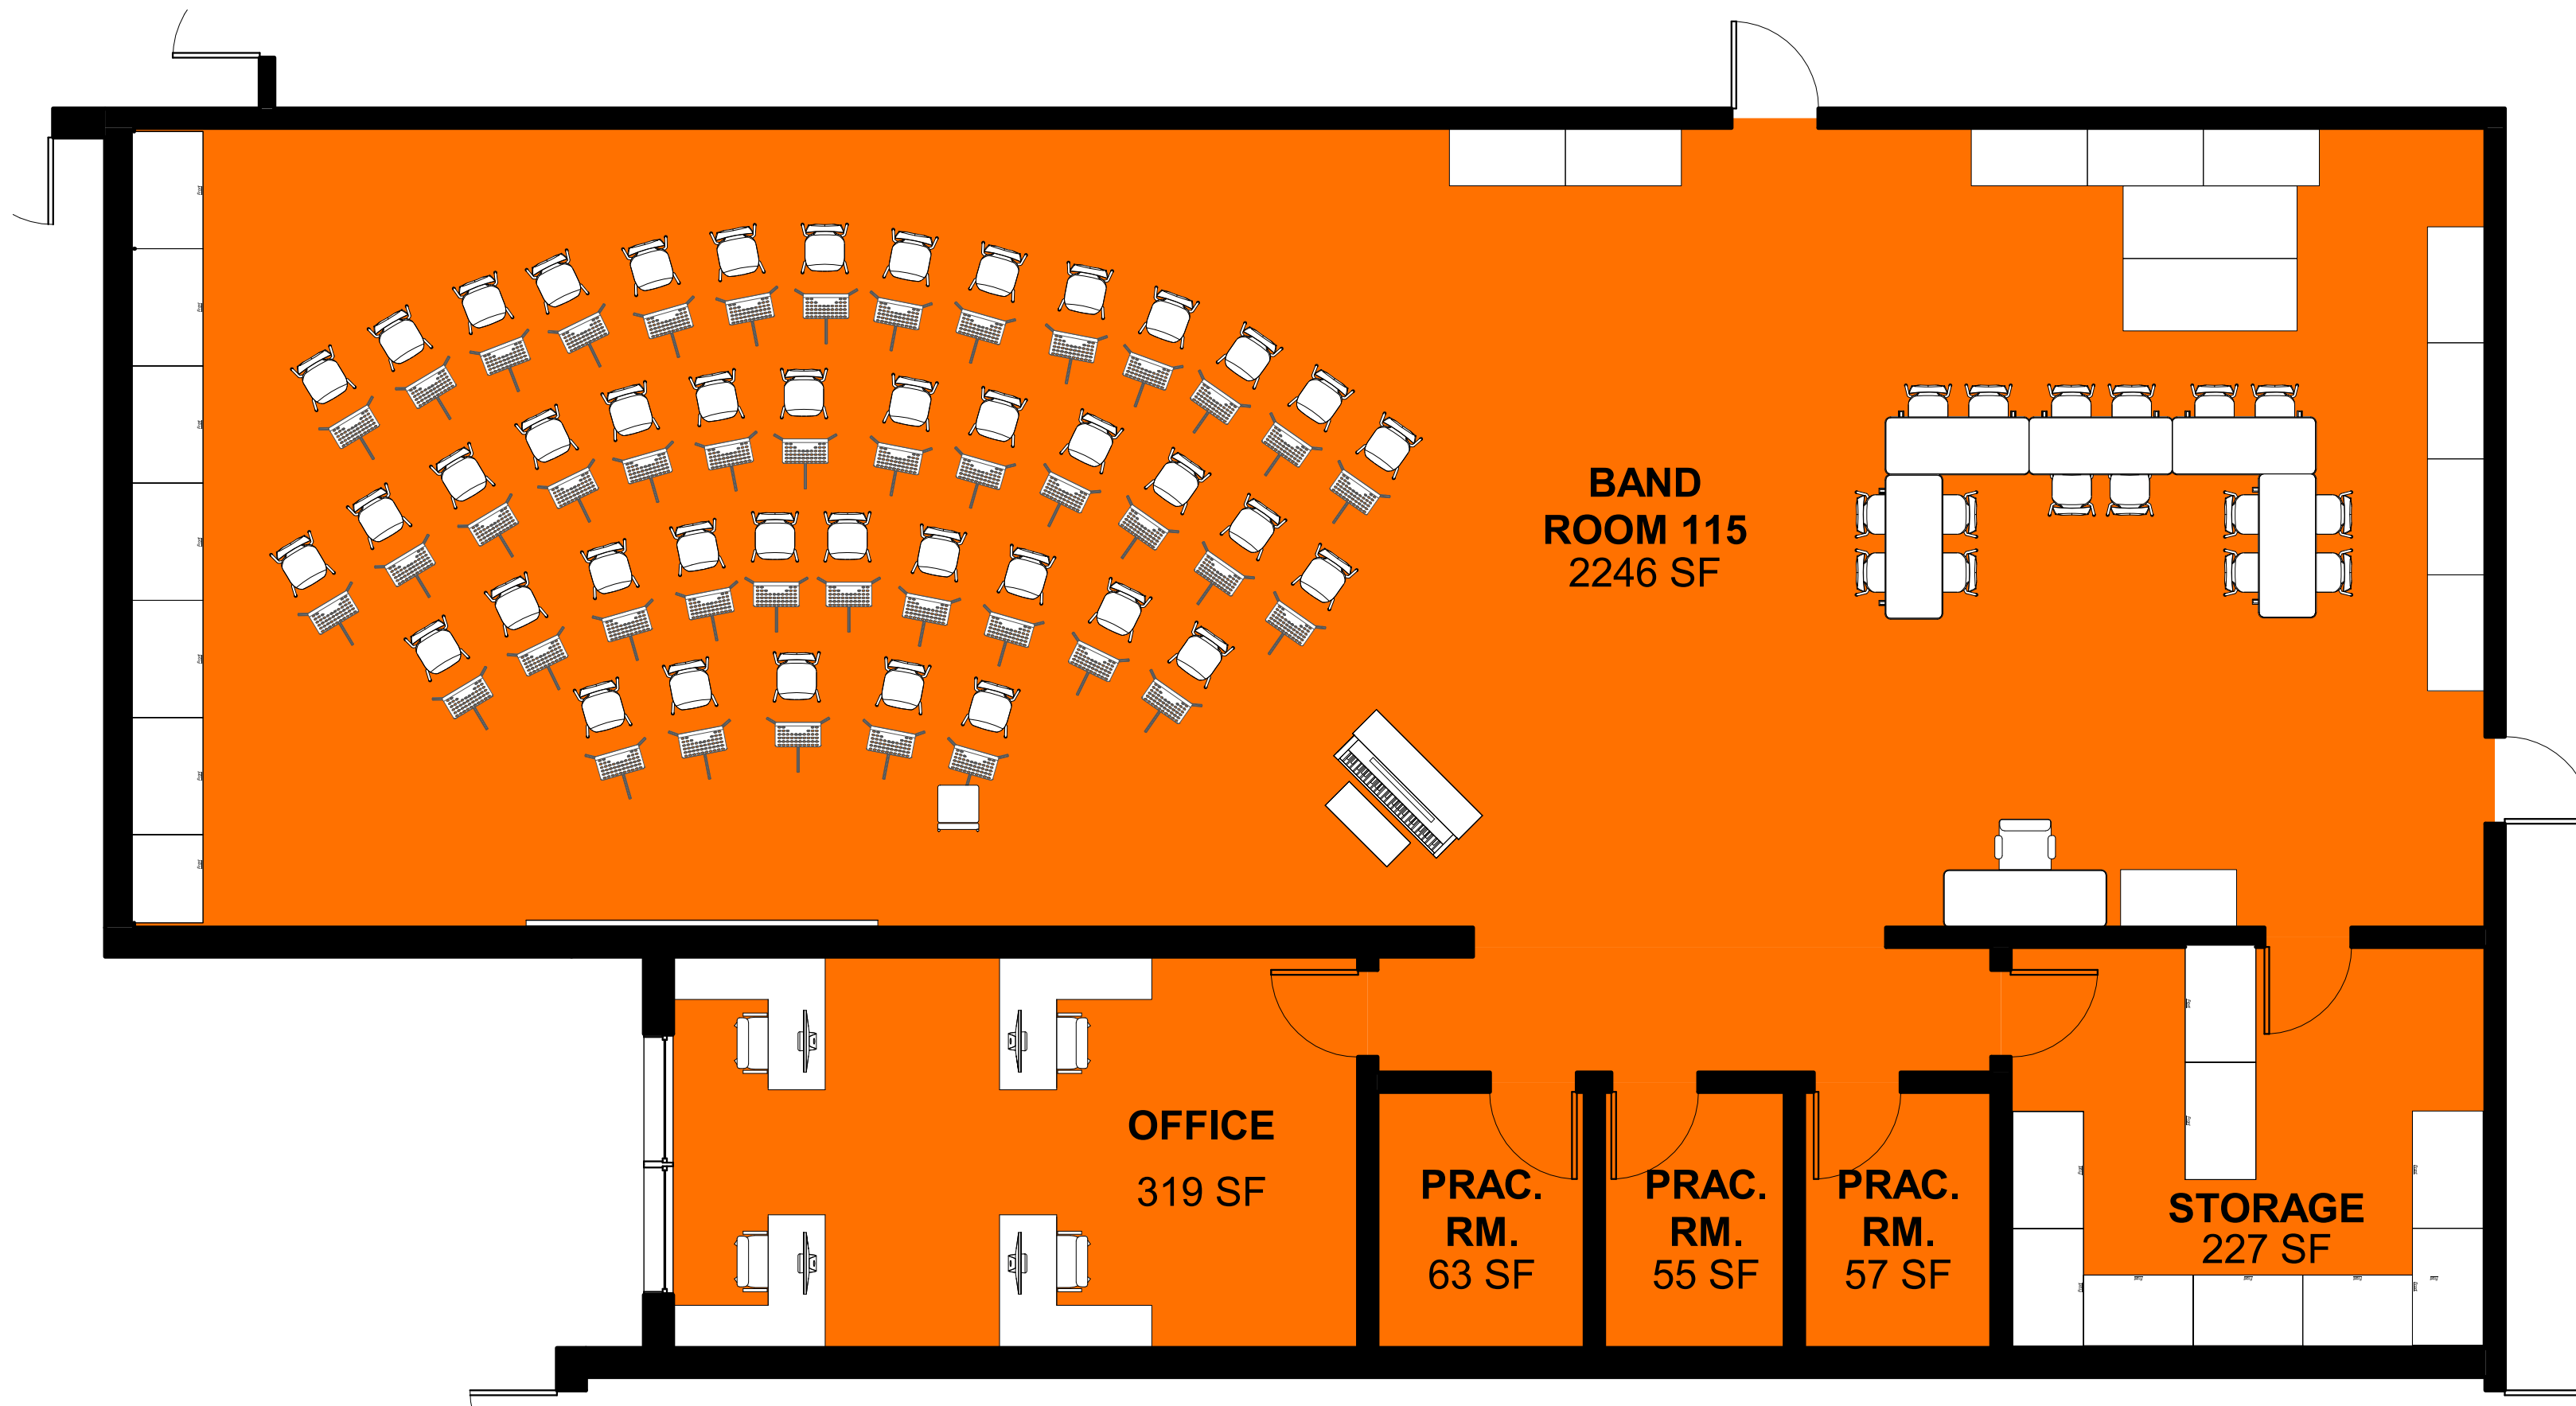 BAND
ROOM 115
2246 SF
OFFICE
319 SF
PRAC.
RM.
63 SF
PRAC.
RM.
55 SF
PRAC.
RM.
57 SF
STORAGE
227 SF